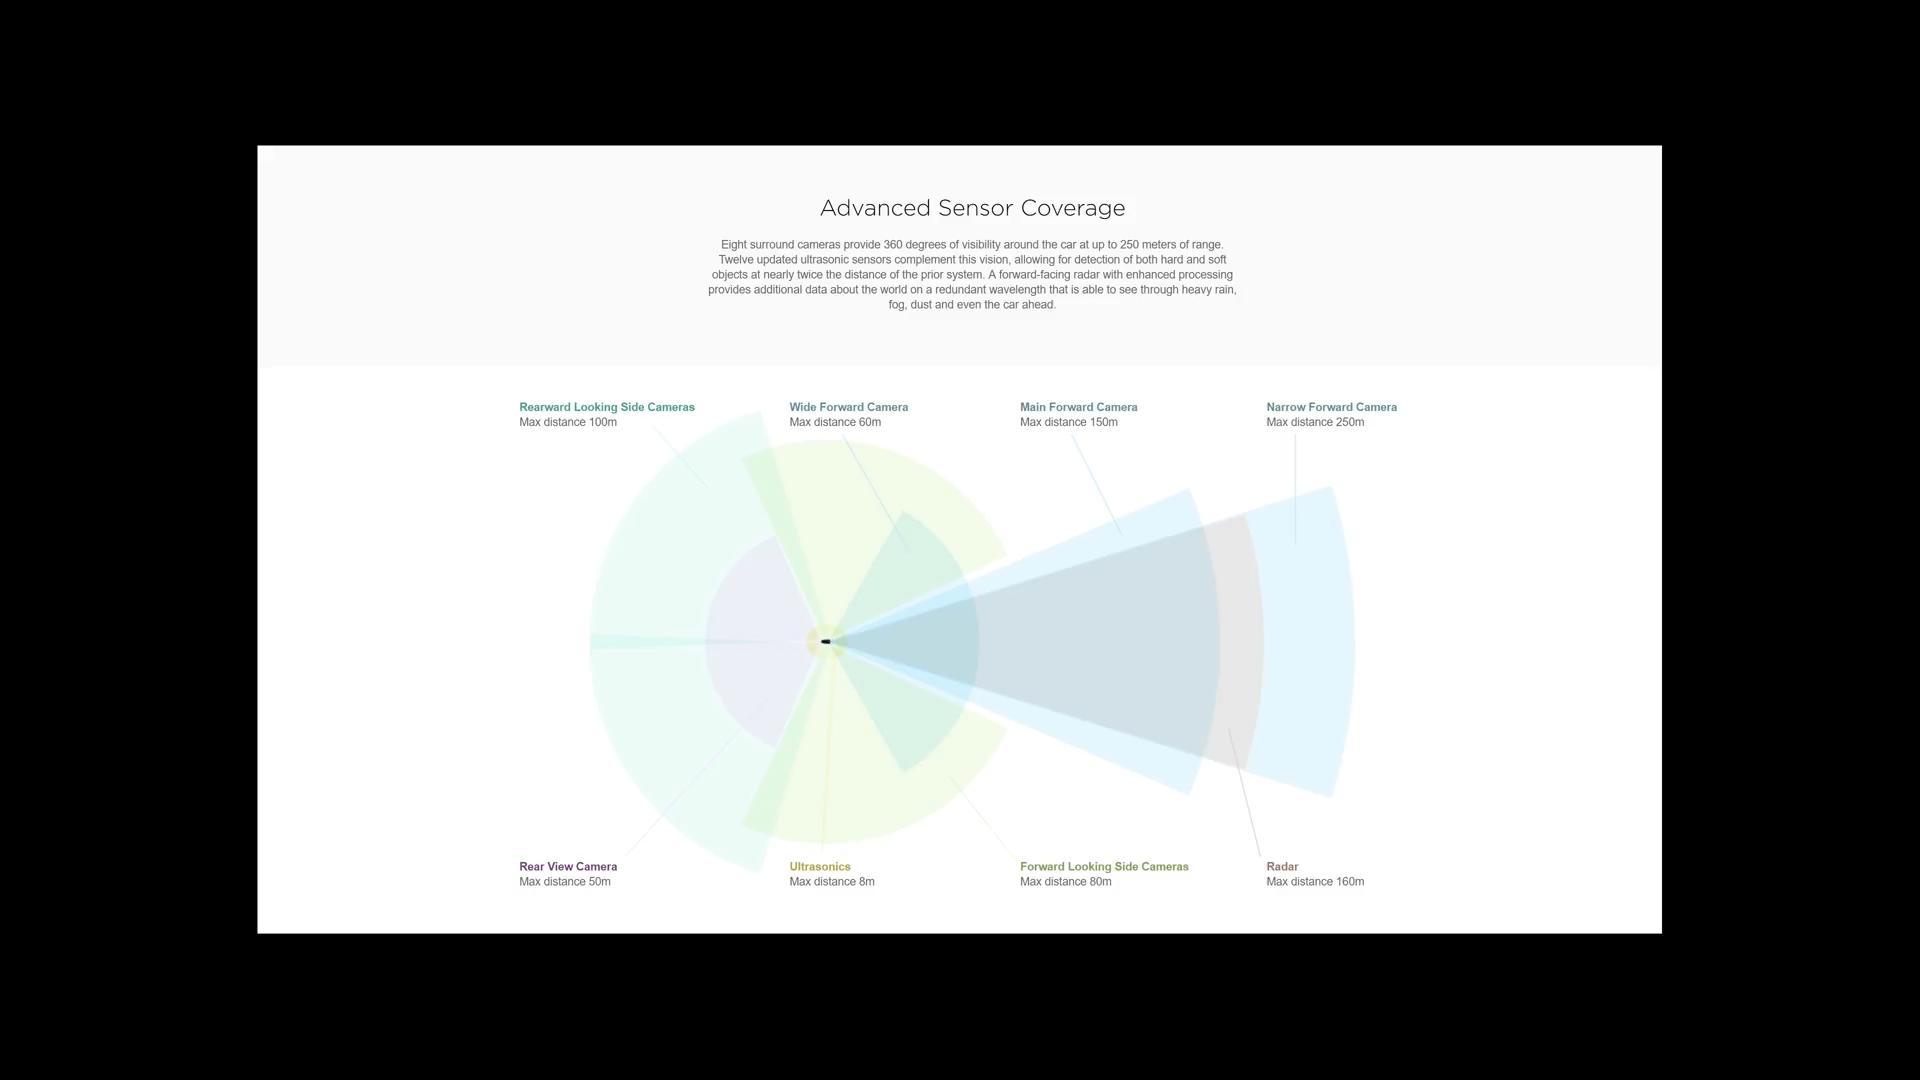 Advanced Sensor Coverage
Eight surround cameras provide 360 degrees of visibility around the car at up to 250 meters of range.
Twelve updated ultrasonic sensors complement this vision, allowing for detection of both hard and soft
objects at nearly twice the distance of the prior system. A forward-facing radar with enhanced processing
provides additional data about the world on a redundant wavelength that is able to see through heavy rain,
fog, dust and even the car ahead.
Rearward Looking Side Cameras
Max distance 100m
Wide Forward Camera
Max distance 60m
Main Forward Camera
Max distance 150m
Narrow Forward Camera
Max distance 250m
Rear View Camera
Max distance 50m
Ultrasonics
Max distance 8m
Forward Looking Side Cameras
Max distance 80m
Radar
Max distance 160m